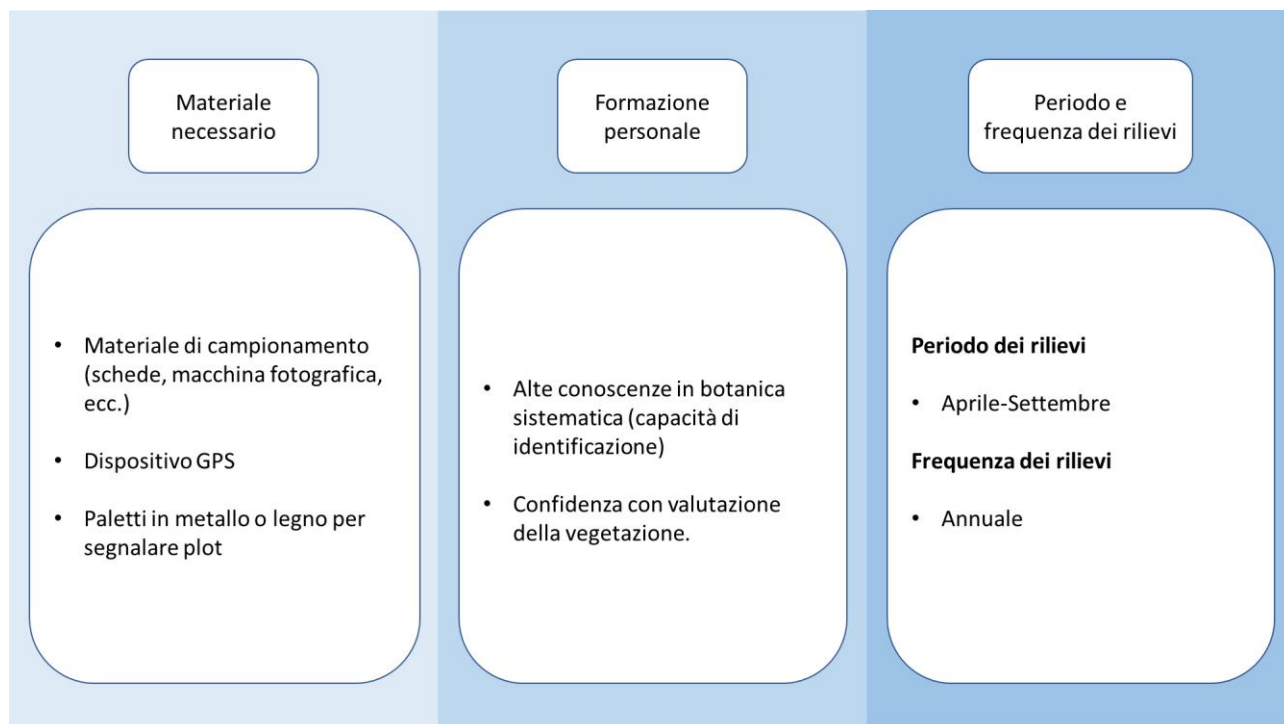 Materiale
necessario
• Materiale di campionamento
(schede, macchina fotografica,
ecc.)
• Dispositivo GPS
• Paletti in metallo o legno per
segnalare plot
Formazione
personale
• Alte conoscenze in botanica
sistematica (capacità di
identificazione)
• Confidenza con valutazione
della vegetazione.
Periodo e
frequenza dei rilievi
Periodo dei rilievi
• Aprile-Settembre
Frequenza dei rilievi
• Annuale